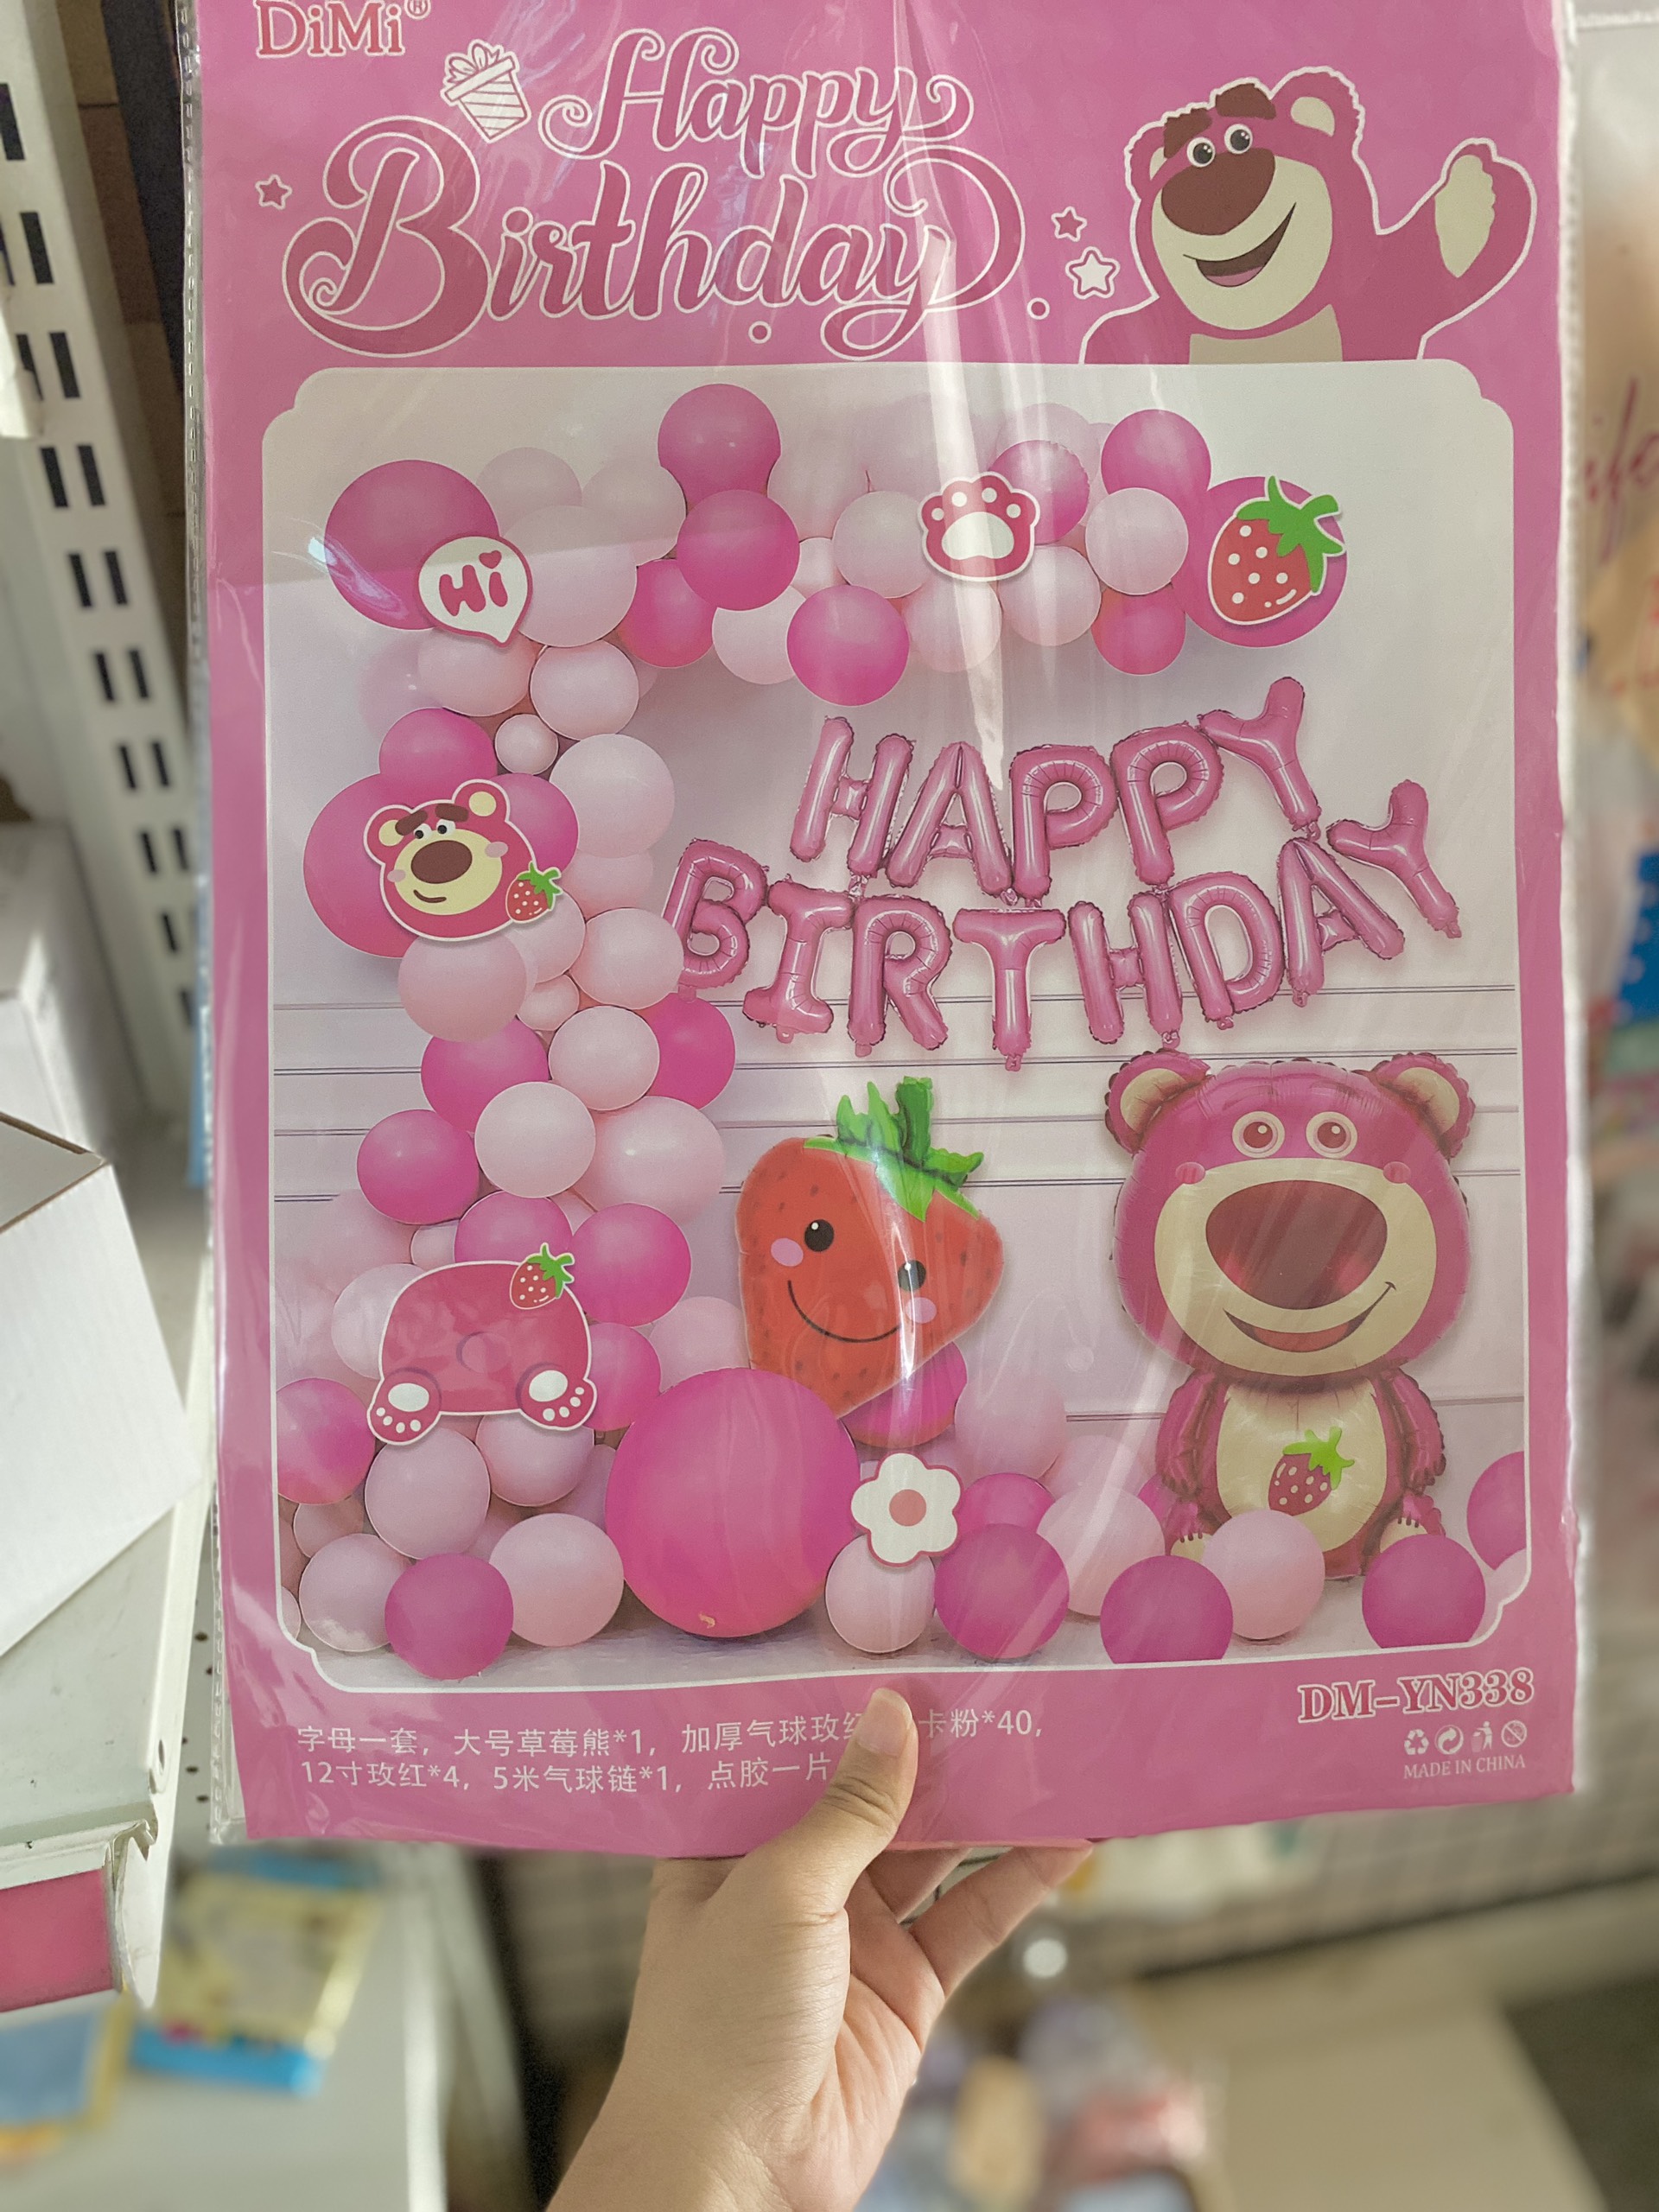 DiMi®
Happy
Birthday
Hi
HAPPY
BIRTHDAY
DM-YN338
字母一套，大号草莓熊*1，加厚气球玫 卡粉*40，
12寸玫红*4，5米气球链*1，点胶一片
MADE IN CHINA